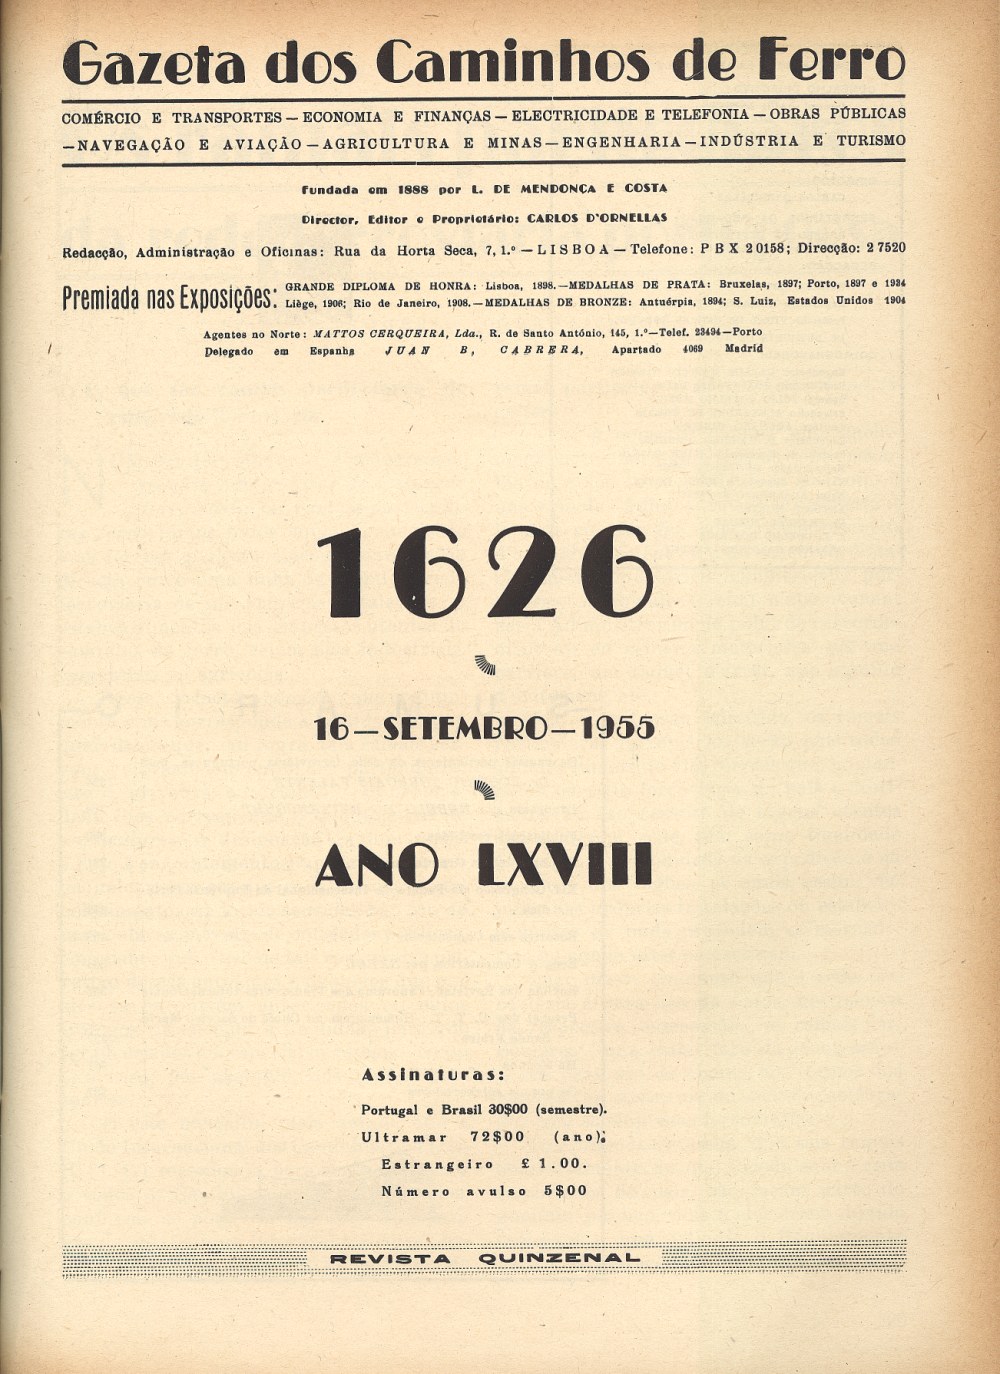 Gazeta dos Caminhos de Ferro
COMÉRCIO E TRANSPORTES — ECONOMIA E FINANÇAS — ELECTRICIDADE E TELEFONIA — OBRAS PÚBLICAS
—NAVEGAÇÃO E AVIAÇÃO—AGRICULTURA E MINAS—ENGENHARIA—INDÚSTRIA E TURISMO
Fundada em 1888 por L. DE MENDONÇA E COSTA
Director, Editor e Proprietário: CARLOS D'ORNELLAS
Redacção, Administração e Oficinas: Rua da Horta Seca, 7, 1.º — LISBOA — Telefone: PBX 20158; Direcção: 27520
Premiada nas Exposições:
GRANDE DIPLOMA DE HONRA: Lisboa, 1898.—MEDALHAS DE PRATA: Bruxelas, 1897; Porto, 1897 e 1934
Liège, 1906; Rio de Janeiro, 1908.—MEDALHAS DE BRONZE: Antuérpia, 1894; S. Luiz, Estados Unidos 1904
Agentes no Norte: MATTOS CERQUEIRA, Lda., R. de Santo António, 145, 1.º—Telef. 23494—Porto
Delegado em Espanha JUAN B, CABRERA, Apartado 4069 Madrid
1626
16—SETEMBRO—1955
ANO LXVIII
Assinaturas:
Portugal e Brasil 30$00 (semestre).
Ultramar 72$00 (ano);
Estrangeiro £ 1.00.
Número avulso 5$00
REVISTA QUINZENAL